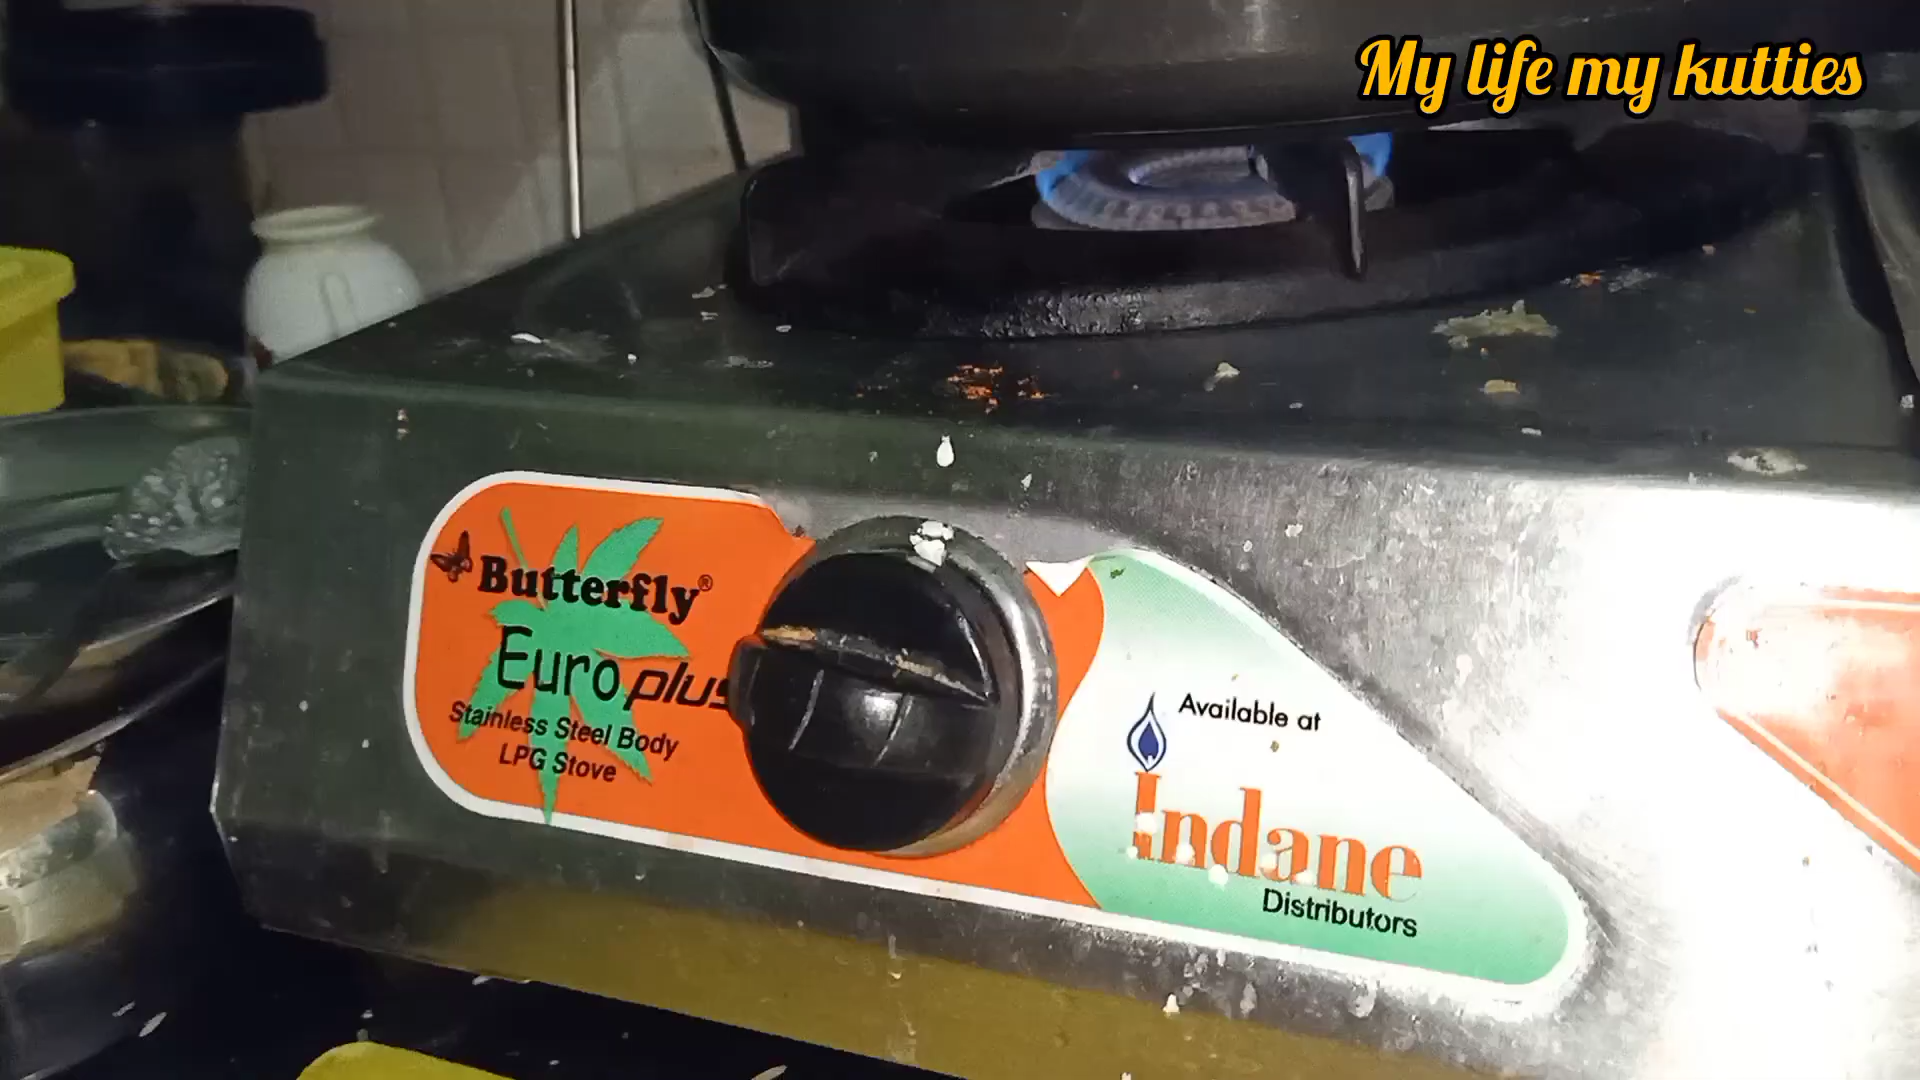 My life my kutties
Butterfly®
Euro plus
Stainless Steel Body
LPG Stove
Available at
Indane
Distributors